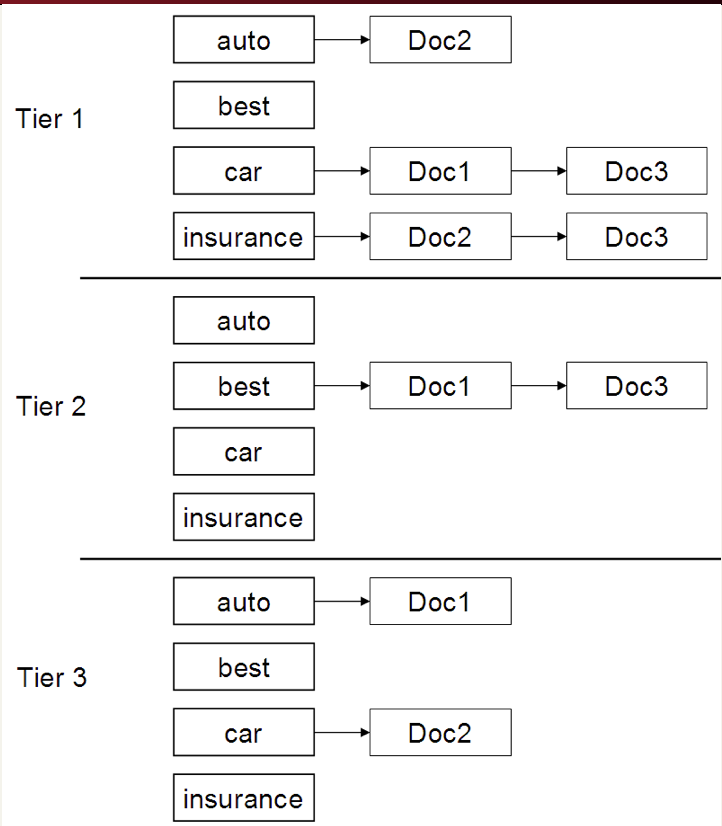 auto Doc2
Tier 1
best
car Doc1 Doc3
insurance Doc2 Doc3
auto
best Doc1 Doc3
Tier 2
car
insurance
auto Doc1
best
Tier 3
car Doc2
insurance